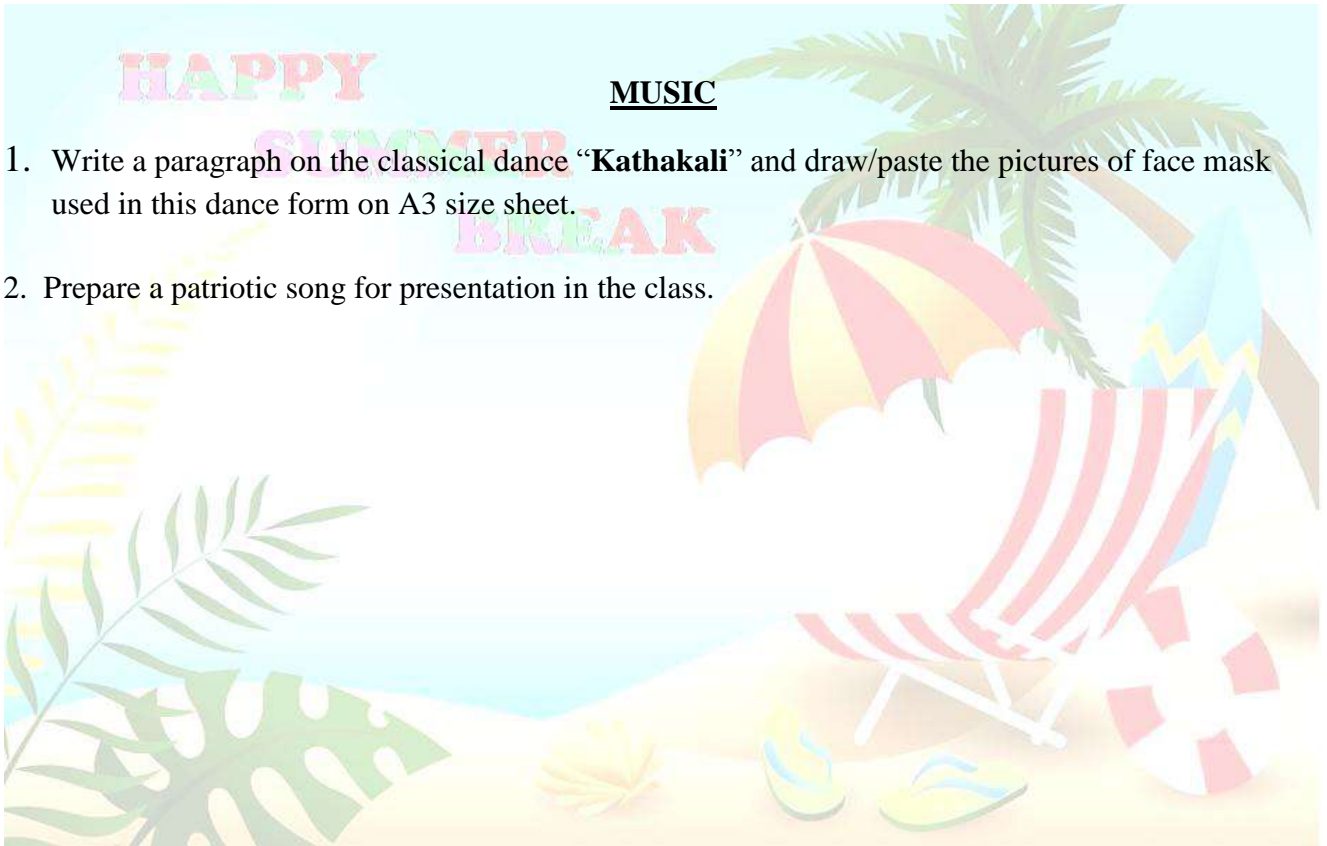 HAPPY
SUMMER
BREAK
MUSIC
1. Write a paragraph on the classical dance “Kathakali” and draw/paste the pictures of face mask
used in this dance form on A3 size sheet.
2. Prepare a patriotic song for presentation in the class.